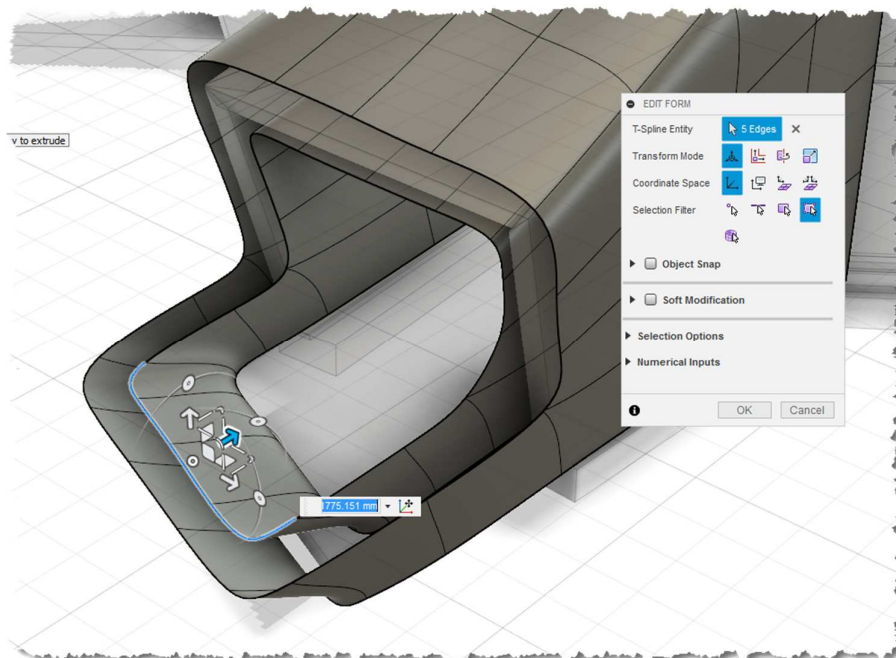 EDIT FORM
v to extrude
T-Spline Entity 5 Edges
Transform Mode
Coordinate Space
Selection Filter
Object Snap
Soft Modification
Selection Options
Numerical Inputs
OK Cancel
1775.151 mm